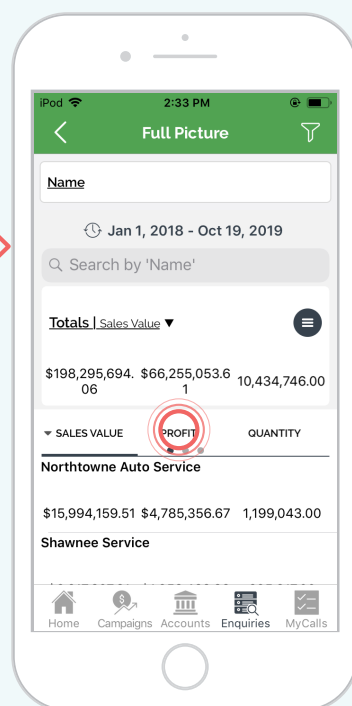 iPod 2:33 PM
Full Picture
Name
Jan 1, 2018 - Oct 19, 2019
Search by 'Name'
Totals | Sales Value ▼
$198,295,694. $66,255,053.6 10,434,746.00
06 1
SALES VALUE PROFIT QUANTITY
Northtowne Auto Service
$15,994,159.51 $4,785,356.67 1,199,043.00
Shawnee Service
Home Campaigns Accounts Enquiries MyCalls